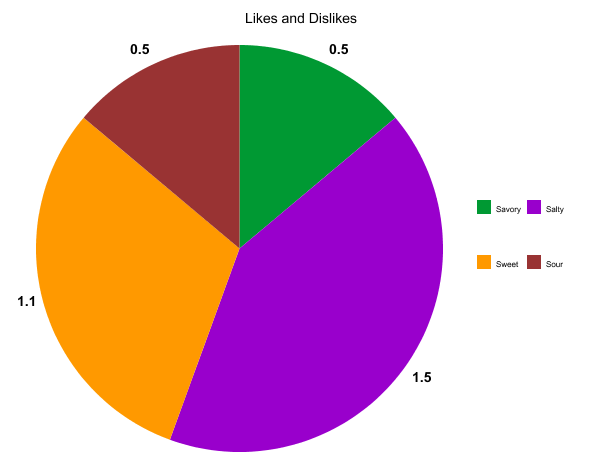 Likes and Dislikes
0.5 0.5
Savory Salty
Sweet Sour
1.1
1.5